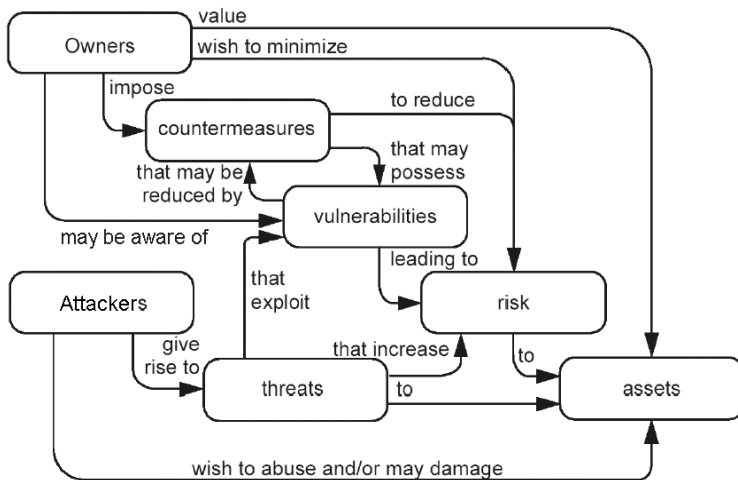 value
Owners
wish to minimize
impose
to reduce
countermeasures
that may
possess
that may be
reduced by
vulnerabilities
may be aware of
leading to
that
exploit
Attackers
risk
give
rise to
that increase
to
threats
to
assets
wish to abuse and/or may damage